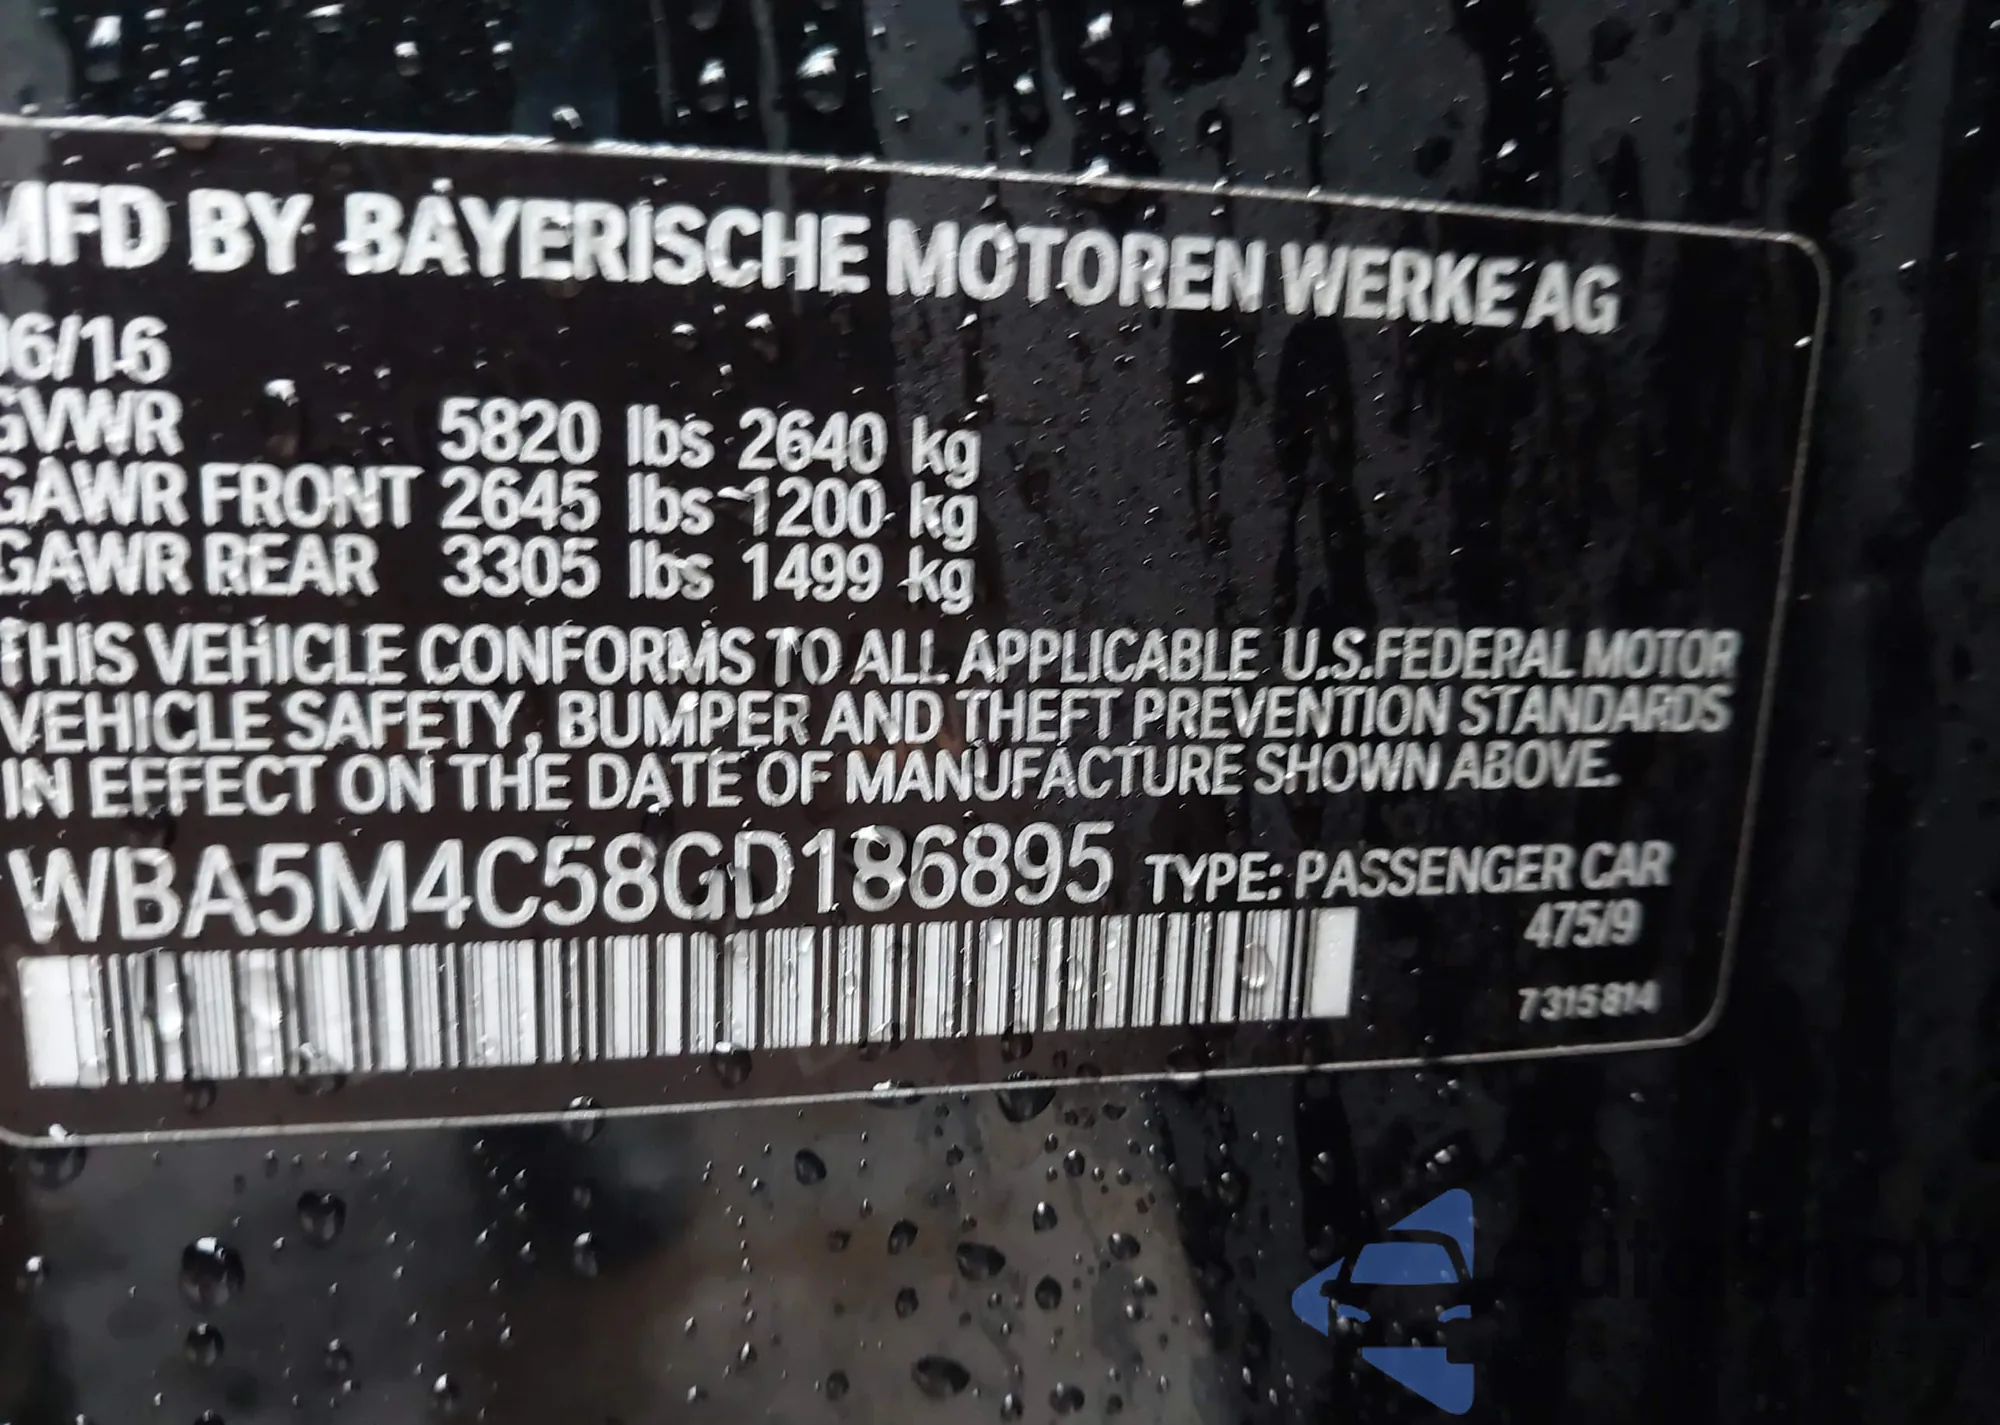 MFD BY BAYERISCHE MOTOREN WERKE AG
06/16
GVWR 5820 lbs 2640 kg
GAWR FRONT 2645 lbs 1200 kg
GAWR REAR 3305 lbs 1499 kg
THIS VEHICLE CONFORMS TO ALL APPLICABLE U.S.FEDERAL MOTOR
VEHICLE SAFETY, BUMPER AND THEFT PREVENTION STANDARDS
IN EFFECT ON THE DATE OF MANUFACTURE SHOWN ABOVE.
WBA5M4C58GD186895 TYPE: PASSENGER CAR
475/9
7315814